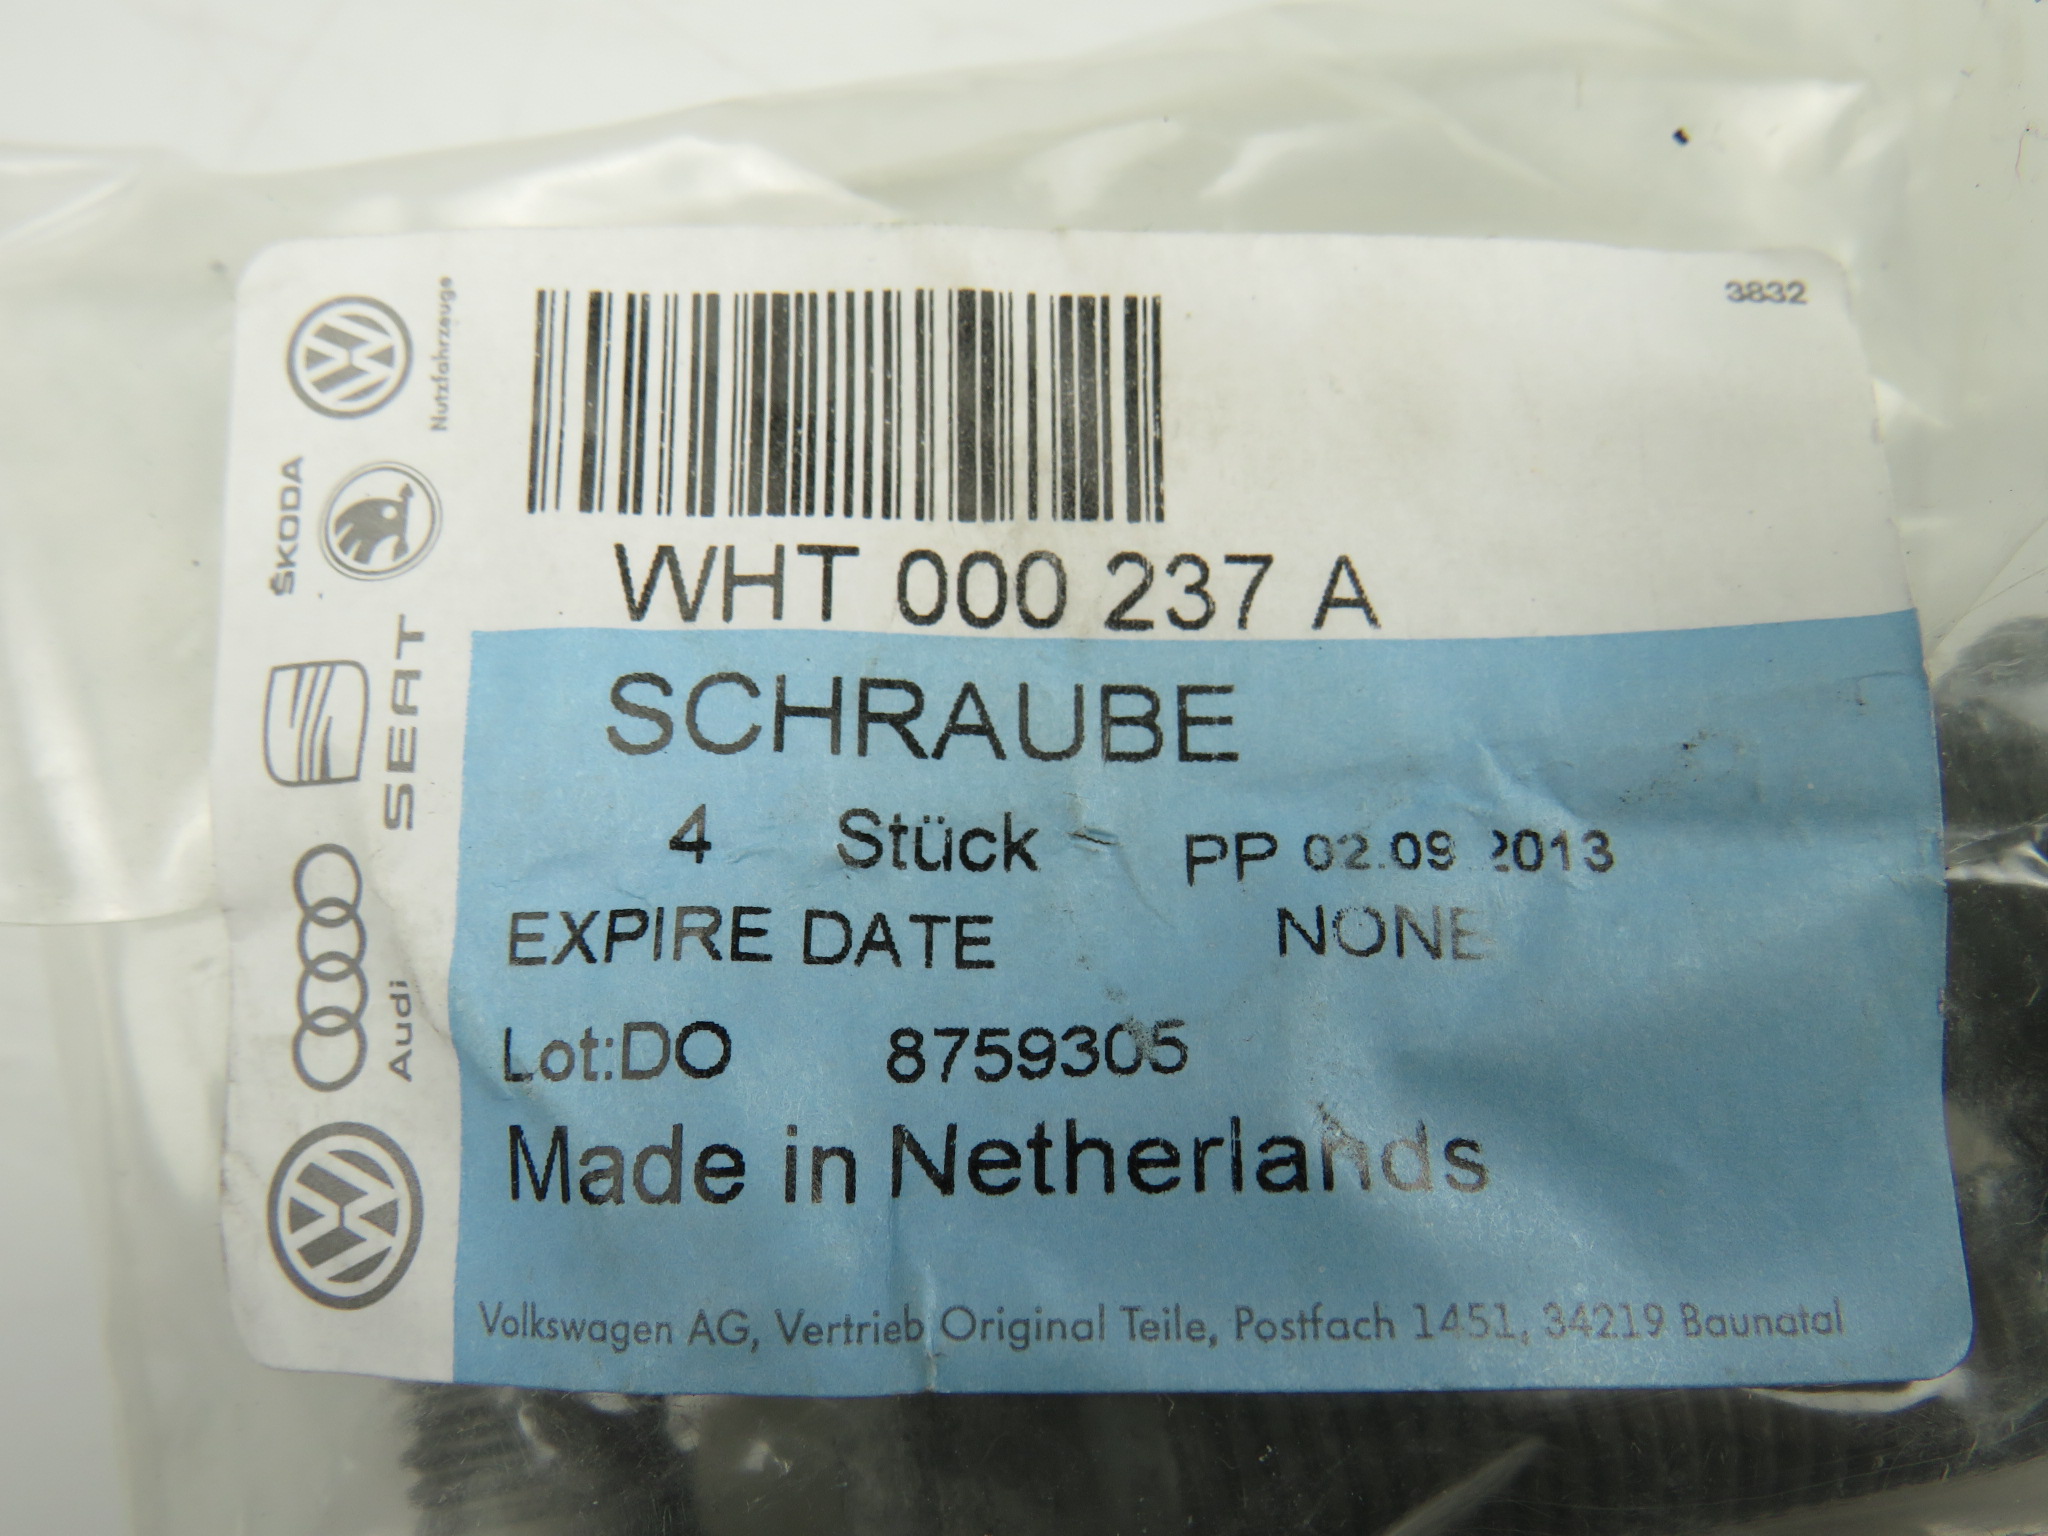 3832
Nutzfahrzeuge
ŠKODA
SEAT
Audi
WHT 000 237 A
SCHRAUBE
4 Stück PP 02.09.2013
EXPIRE DATE NONE
Lot:DO 8759305
Made in Netherlands
Volkswagen AG, Vertrieb Original Teile, Postfach 1451, 34219 Baunatal